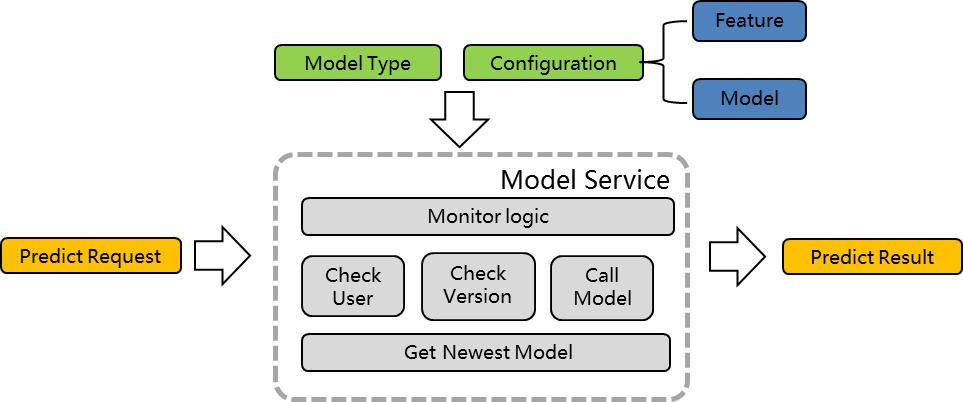 Feature
Model Type
Configuration
Model
Model Service
Monitor logic
Predict Request
Check
User
Check
Version
Call
Model
Predict Result
Get Newest Model